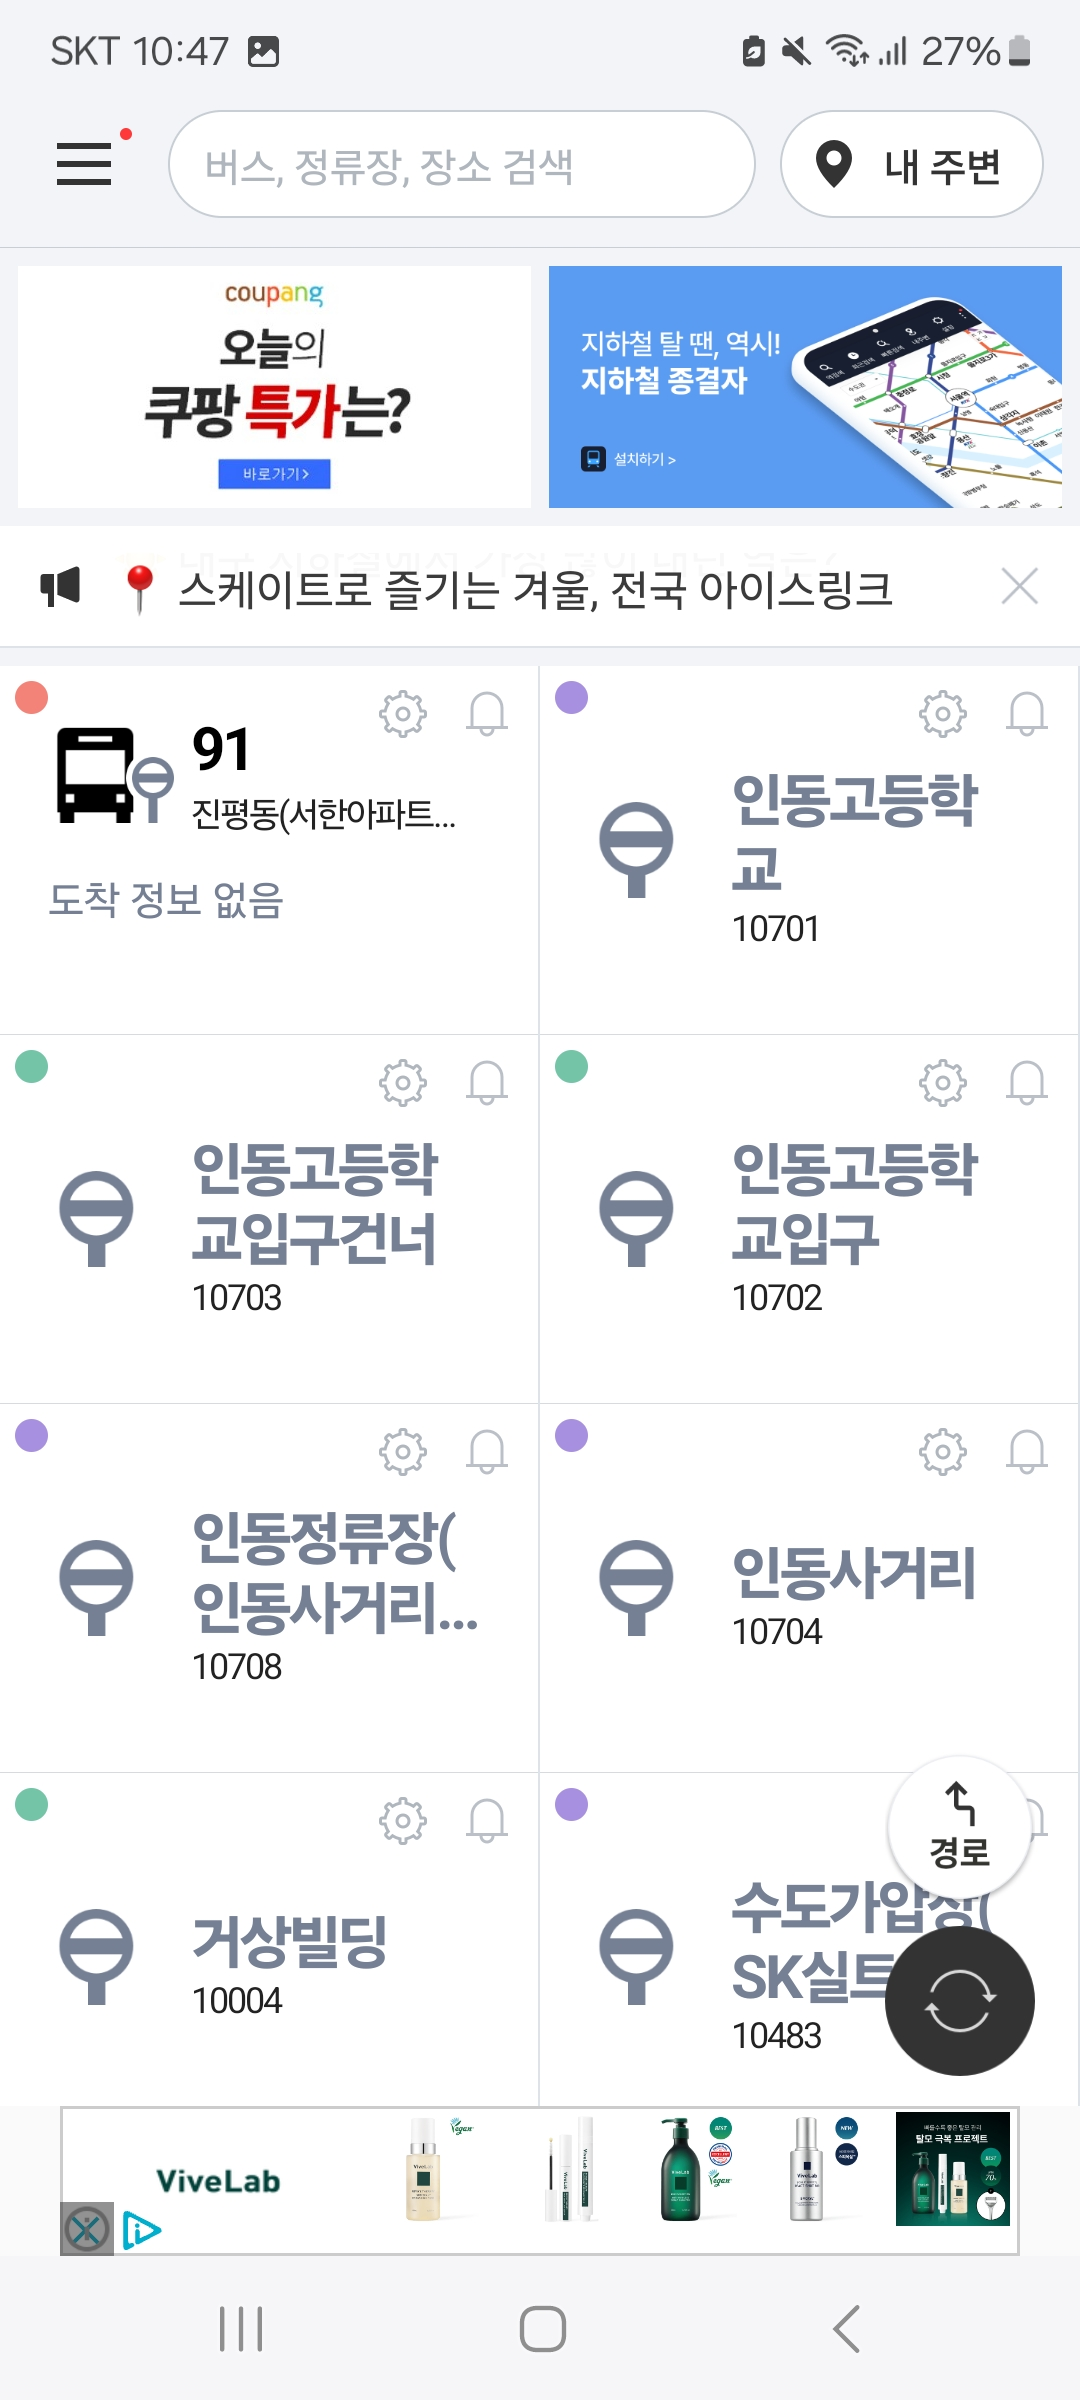 SKT 10:47
27%
버스, 정류장, 장소 검색
내 주변
coupang
오늘의
쿠팡 특가는?
바로가기>
지하철 탈 땐, 역시!
지하철 종결자
설치하기 >
스케이트로 즐기는 겨울, 전국 아이스링크
91
진평동(서한아파트...
도착 정보 없음
인동고등학
교
10701
인동고등학
교입구건너
10703
인동고등학
교입구
10702
인동정류장(
인동사거리...
10708
인동사거리
10704
거상빌딩
10004
경로
수도가압장(
SK실트
10483
ViveLab
Vegan
BEST
Vegan
NEW
탈모 극복 프로젝트
BEST
70%